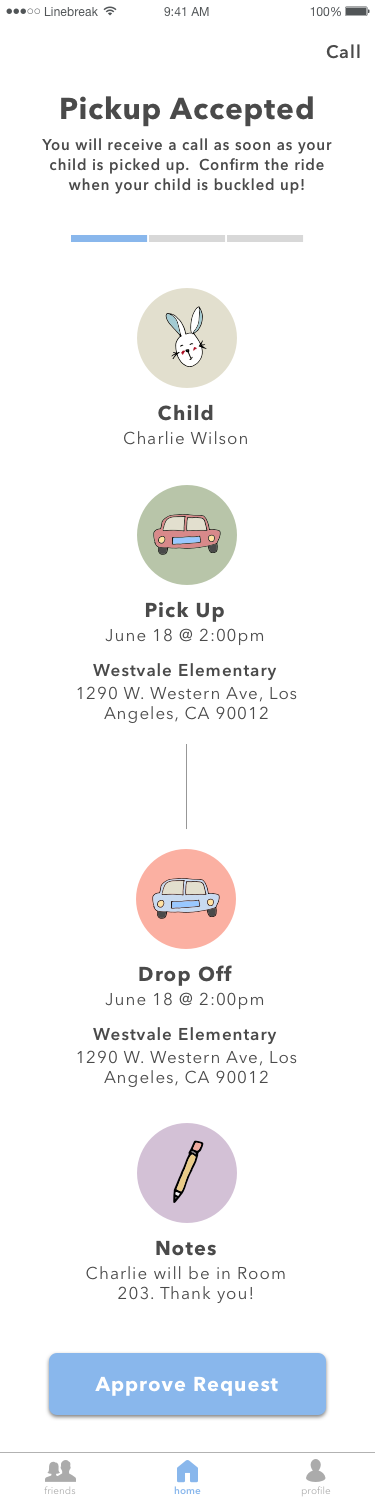 Linebreak 9:41 AM 100%
Call
Pickup Accepted
You will receive a call as soon as your
child is picked up. Confirm the ride
when your child is buckled up!
Child
Charlie Wilson
Pick Up
June 18 @ 2:00pm
Westvale Elementary
1290 W. Western Ave, Los
Angeles, CA 90012
Drop Off
June 18 @ 2:00pm
Westvale Elementary
1290 W. Western Ave, Los
Angeles, CA 90012
Notes
Charlie will be in Room
203. Thank you!
Approve Request
friends home profile